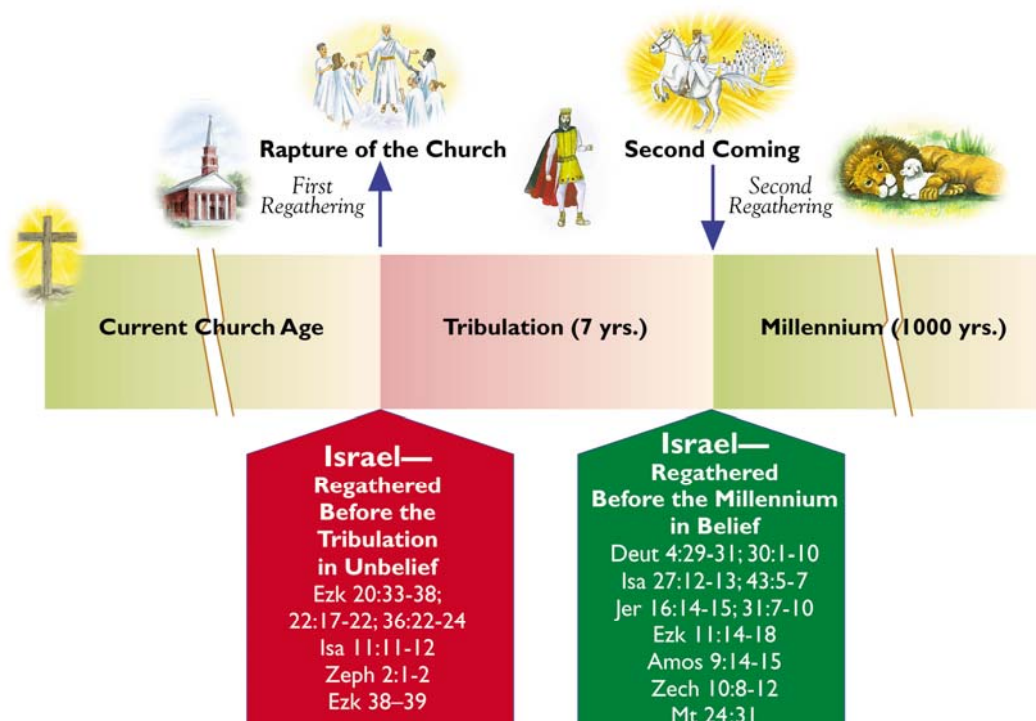 Rapture of the Church
First
Regathering
Second Coming
Second
Regathering
Current Church Age
Tribulation (7 yrs.)
Millennium (1000 yrs.)
Israel—
Regathered
Before the
Tribulation
in Unbelief
Ezk 20:33-38;
22:17-22; 36:22-24
Isa 11:11-12
Zeph 2:1-2
Ezk 38–39
Israel—
Regathered
Before the Millennium
in Belief
Deut 4:29-31; 30:1-10
Isa 27:12-13; 43:5-7
Jer 16:14-15; 31:7-10
Ezk 11:14-18
Amos 9:14-15
Zech 10:8-12
Mt 24:31